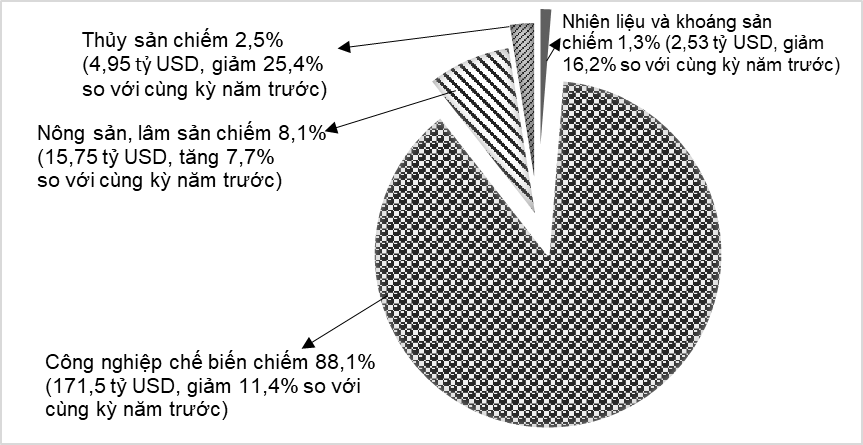 Thủy sản chiếm 2,5%
(4,95 tỷ USD, giảm 25,4%
so với cùng kỳ năm trước)
Nông sản, lâm sản chiếm 8,1%
(15,75 tỷ USD, tăng 7,7%
so với cùng kỳ năm trước)
Công nghiệp chế biến chiếm 88,1%
(171,5 tỷ USD, giảm 11,4% so với
cùng kỳ năm trước)
Nhiên liệu và khoáng sản
chiếm 1,3% (2,53 tỷ USD, giảm
16,2% so với cùng kỳ năm trước)